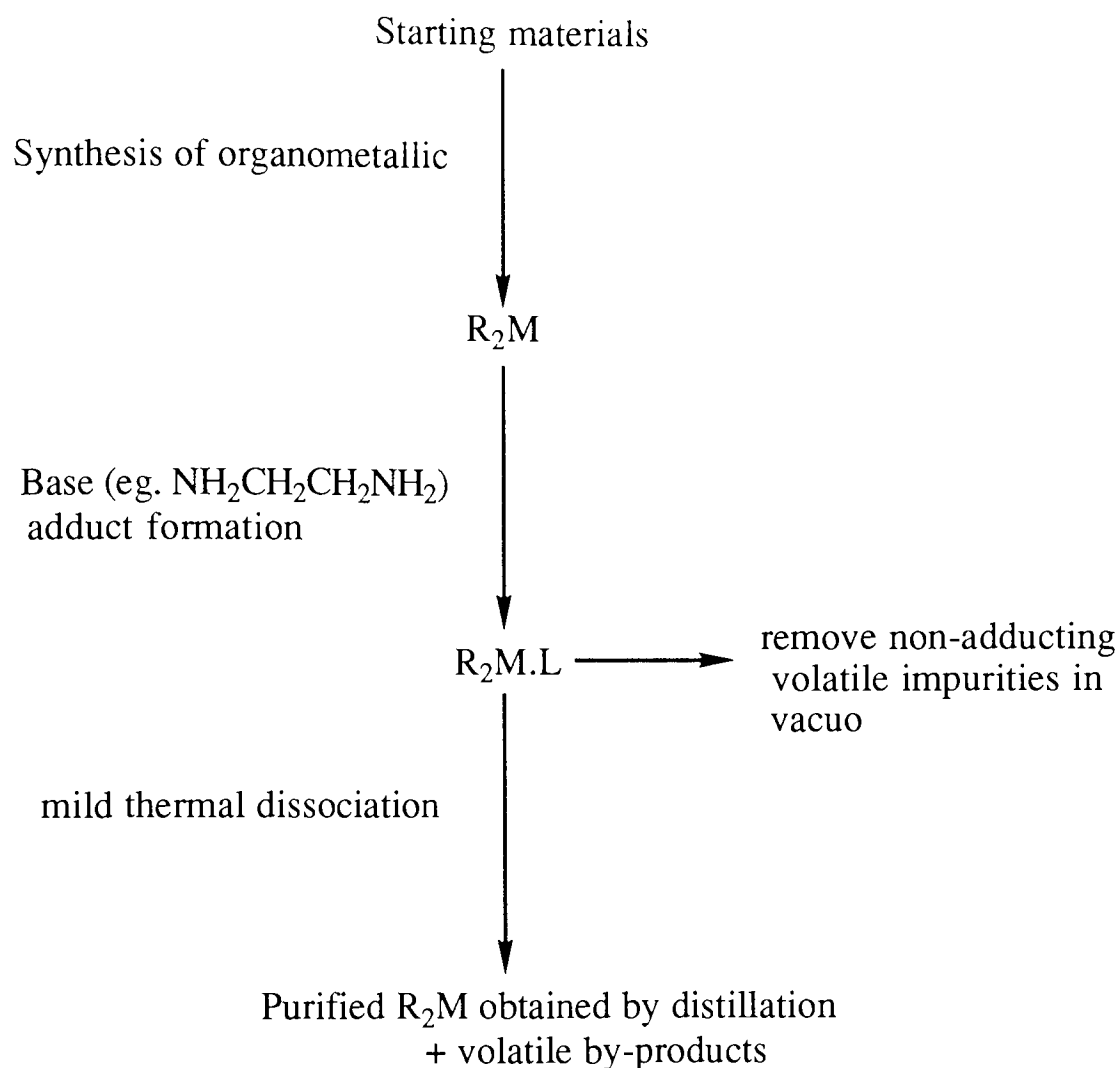 Starting materials
Synthesis of organometallic
R₂M
Base (eg. NH₂CH₂CH₂NH₂)
adduct formation
R₂M.L
remove non-adducting
volatile impurities in
vacuo
mild thermal dissociation
Purified R₂M obtained by distillation
+ volatile by-products